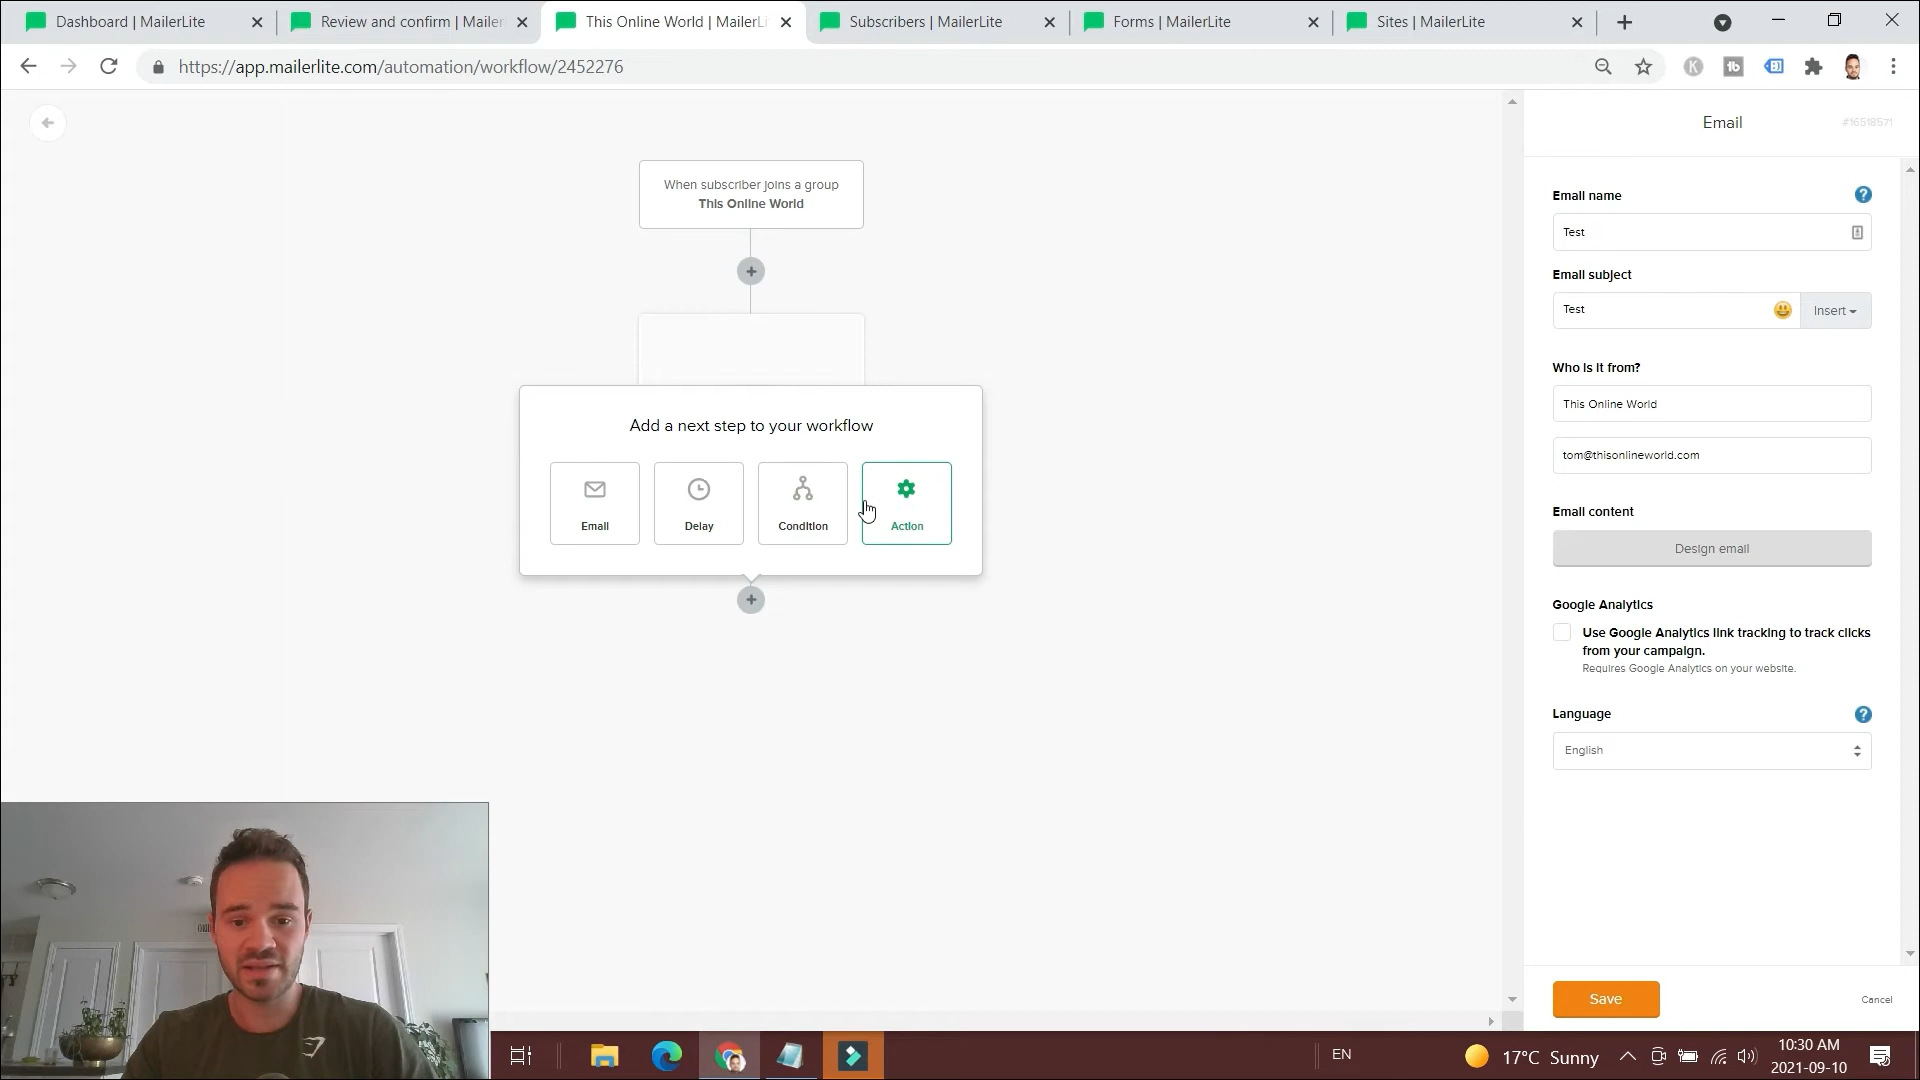 Dashboard | MailerLite
Review and confirm | Mailer
This Online World | MailerLi
Subscribers | MailerLite
Forms | MailerLite
Sites | MailerLite
https://app.mailerlite.com/automation/workflow/2452276
When subscriber joins a group
This Online World
Add a next step to your workflow
Email
Delay
Condition
Action
Email
#16518571
Email name
Test
Email subject
Test
Insert
Who is it from?
This Online World
tom@thisonlineworld.com
Email content
Design email
Google Analytics
Use Google Analytics link tracking to track clicks
from your campaign.
Requires Google Analytics on your website.
Language
English
Save
Cancel
EN
17°C Sunny
10:30 AM
2021-09-10